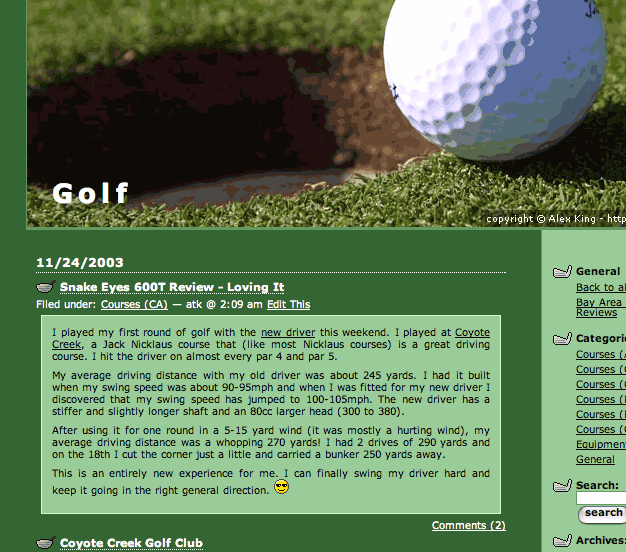 Golf
copyright © Alex King - http
11/24/2003
Snake Eyes 600T Review - Loving It
Filed under: Courses (CA) — atk @ 2:09 am Edit This
I played my first round of golf with the new driver this weekend. I played at Coyote
Creek, a Jack Nicklaus course that (like most Nicklaus courses) is a great driving
course. I hit the driver on almost every par 4 and par 5.
My average driving distance with my old driver was about 245 yards. I had it built
when my swing speed was about 90-95mph and when I was fitted for my new driver I
discovered that my swing speed has jumped to 100-105mph. The new driver has a
stiffer and slightly longer shaft and an 80cc larger head (300 to 380).
After using it for one round in a 5-15 yard wind (it was mostly a hurting wind), my
average driving distance was a whopping 270 yards! I had 2 drives of 290 yards and
on the 18th I cut the corner just a little and carried a bunker 250 yards away.
This is an entirely new experience for me. I can finally swing my driver hard and
keep it going in the right general direction.
Comments (2)
Coyote Creek Golf Club
General
Back to al
Bay Area
Reviews
Categori
Courses (
Courses (
Courses (
Courses (
Courses (
Courses (
Equipmen
General
Search:
search
Archives: